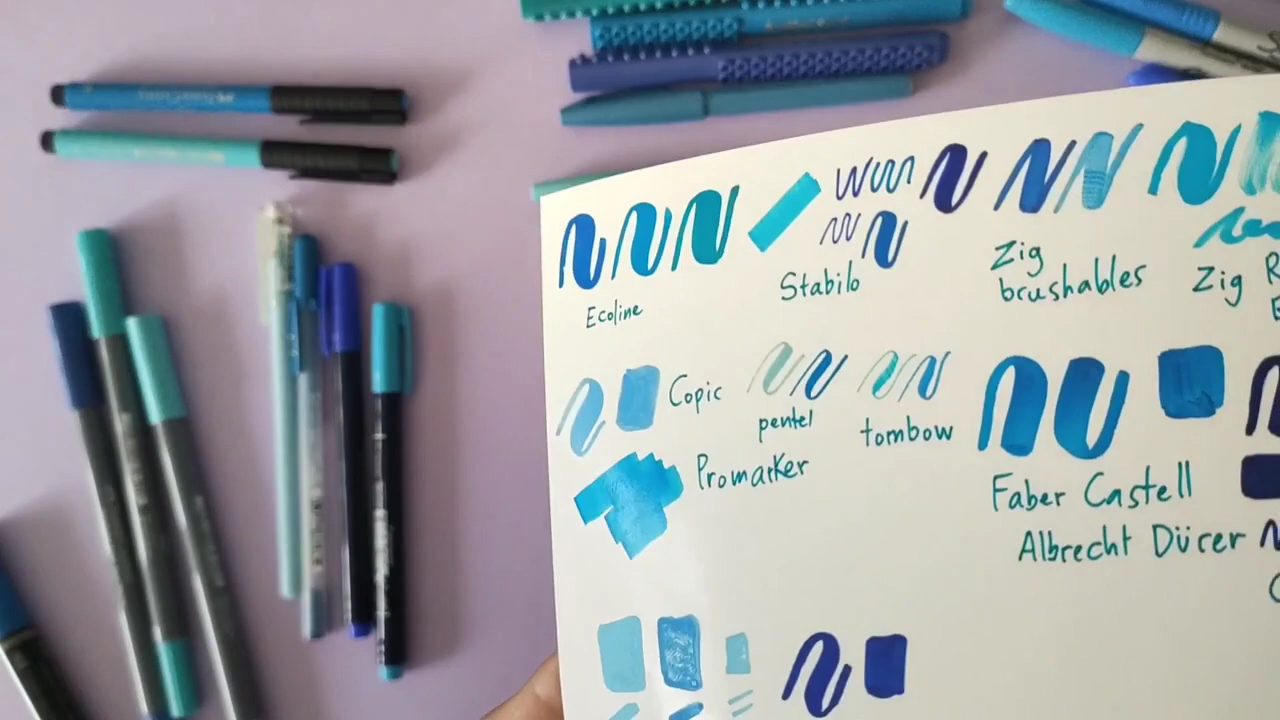 Ecoline
Stabilo
Zig
brushables
Zig
Copic
pentel
tombow
Promarker
Faber Castell
Albrecht Dürer